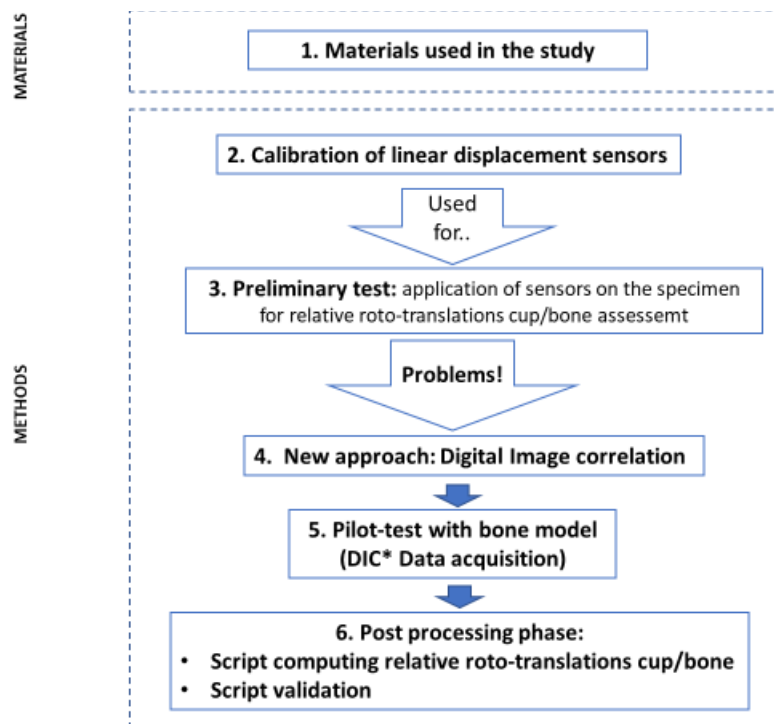 MATERIALS
1. Materials used in the study
METHODS
2. Calibration of linear displacement sensors
Used
for..
3. Preliminary test: application of sensors on the specimen
for relative roto-translations cup/bone assessemt
Problems!
4. New approach: Digital Image correlation
5. Pilot-test with bone model
(DIC* Data acquisition)
6. Post processing phase:
• Script computing relative roto-translations cup/bone
• Script validation